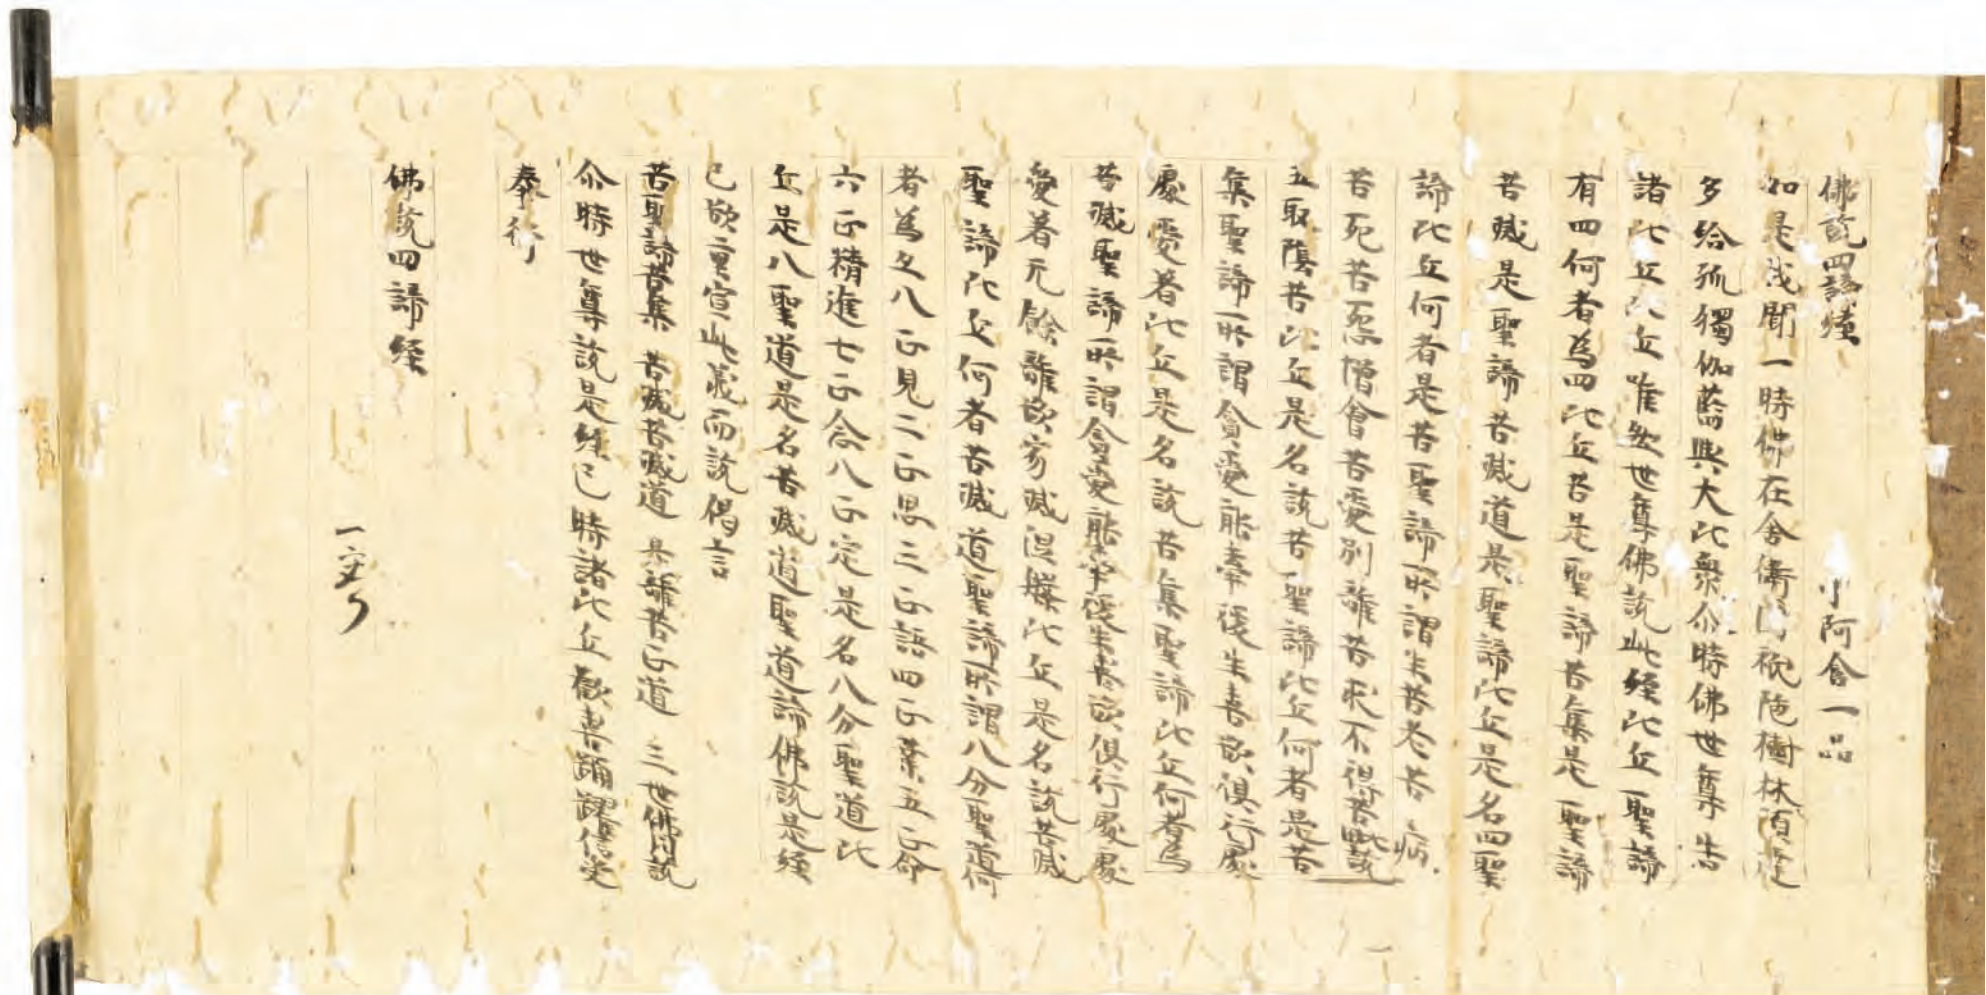 佛說四諦經 小阿含一品
如是我聞一時佛在舍衛國祇陁樹林須達
多給孤獨伽藍與大比衆尒時佛世尊告
諸比丘比丘唯然世尊佛說此經比丘聖諦
有四何者爲四比丘苦是聖諦苦集是聖諦
苦滅是聖諦苦滅道是聖諦比丘是名四聖
諦比丘何者是苦聖諦所謂生苦老苦病
苦死苦怨憎會苦愛別離苦求不得苦略說
五取陰苦比丘是名說苦聖諦比丘何者是苦
集聖諦所謂貪愛能牽後生喜欲俱行處
處愛著比丘是名說苦集聖諦比丘何者爲
苦滅聖諦所謂貪愛能牽後生喜欲俱行處處
愛著无餘離欲滅涅槃比丘是名說苦滅
聖諦比丘何者苦滅道聖諦所謂八分聖道何
者爲八一正見二正思三正語四正業五正命
六正精進七正念八正定是名八分聖道比
丘是八聖道是名苦滅道聖道諦佛說是經
已欲重宣此義而說偈言
苦聖諦苦集 苦滅苦滅道 是諦苦正道 三世佛同說
尒時世尊說是經已時諸比丘歡喜踊躍信受
奉行
佛說四諦經
一交了